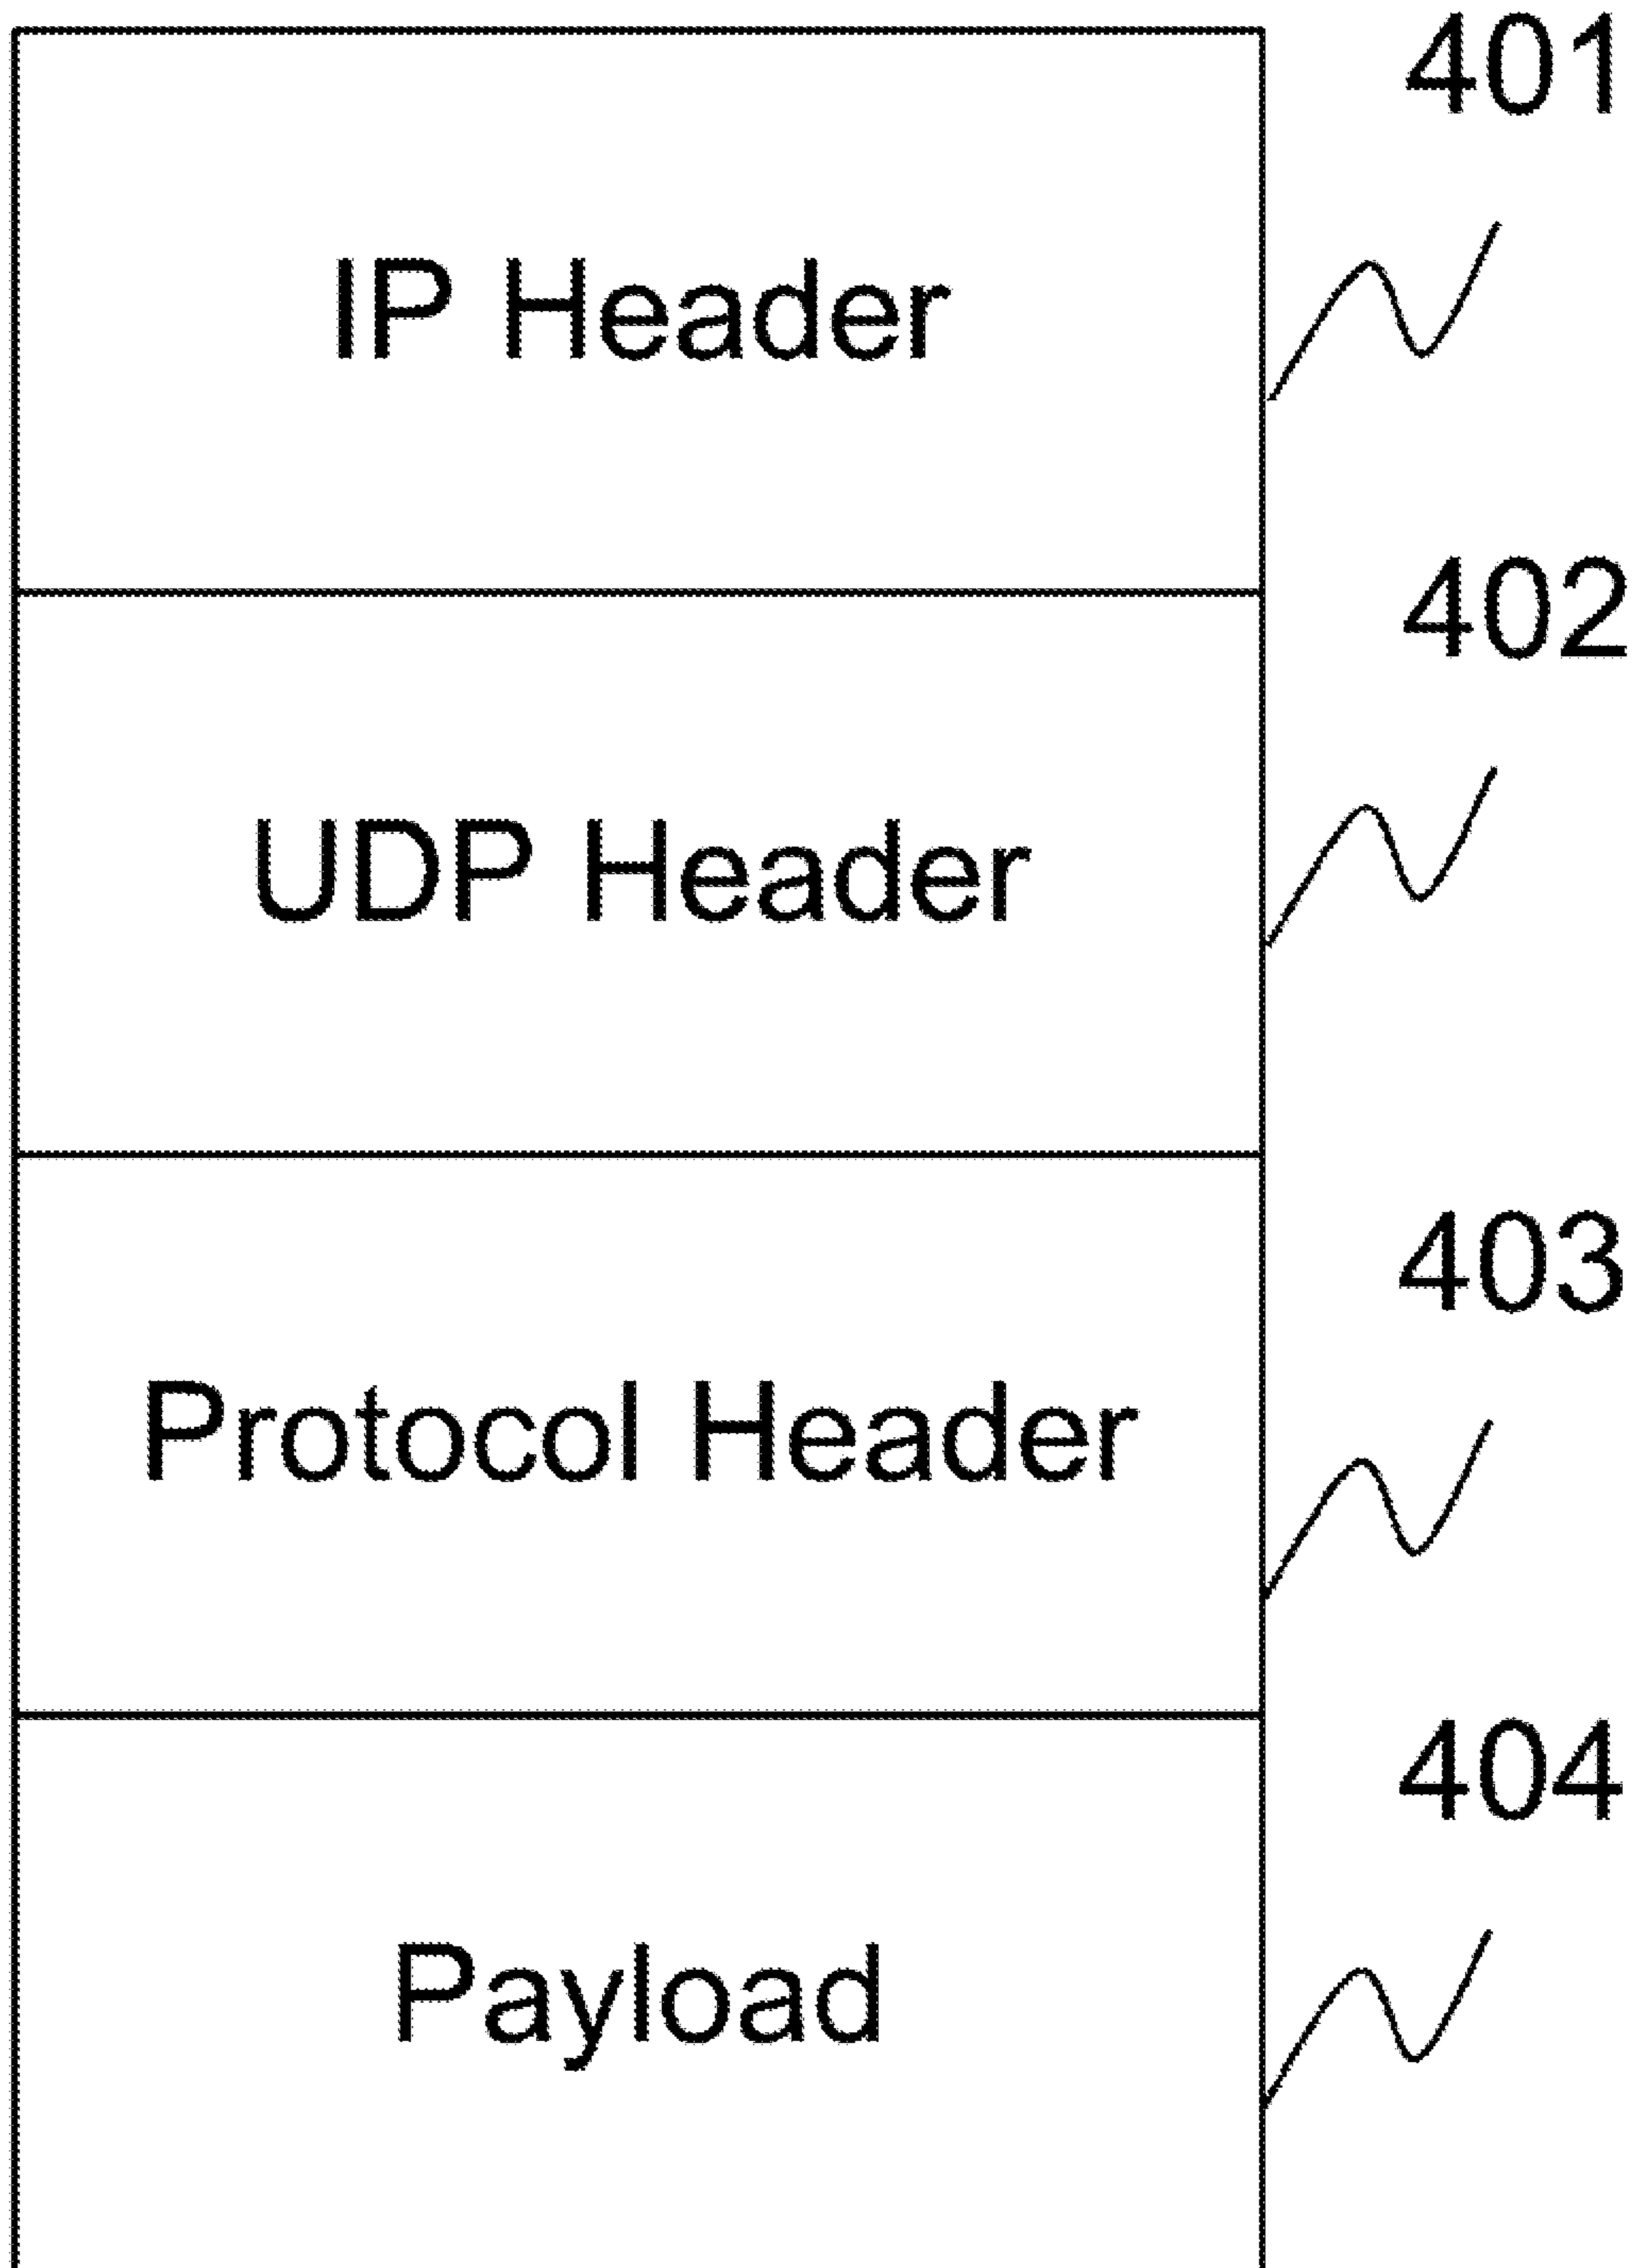 401
IP Header
402
UDP Header
403
Protocol Header
404
Payload